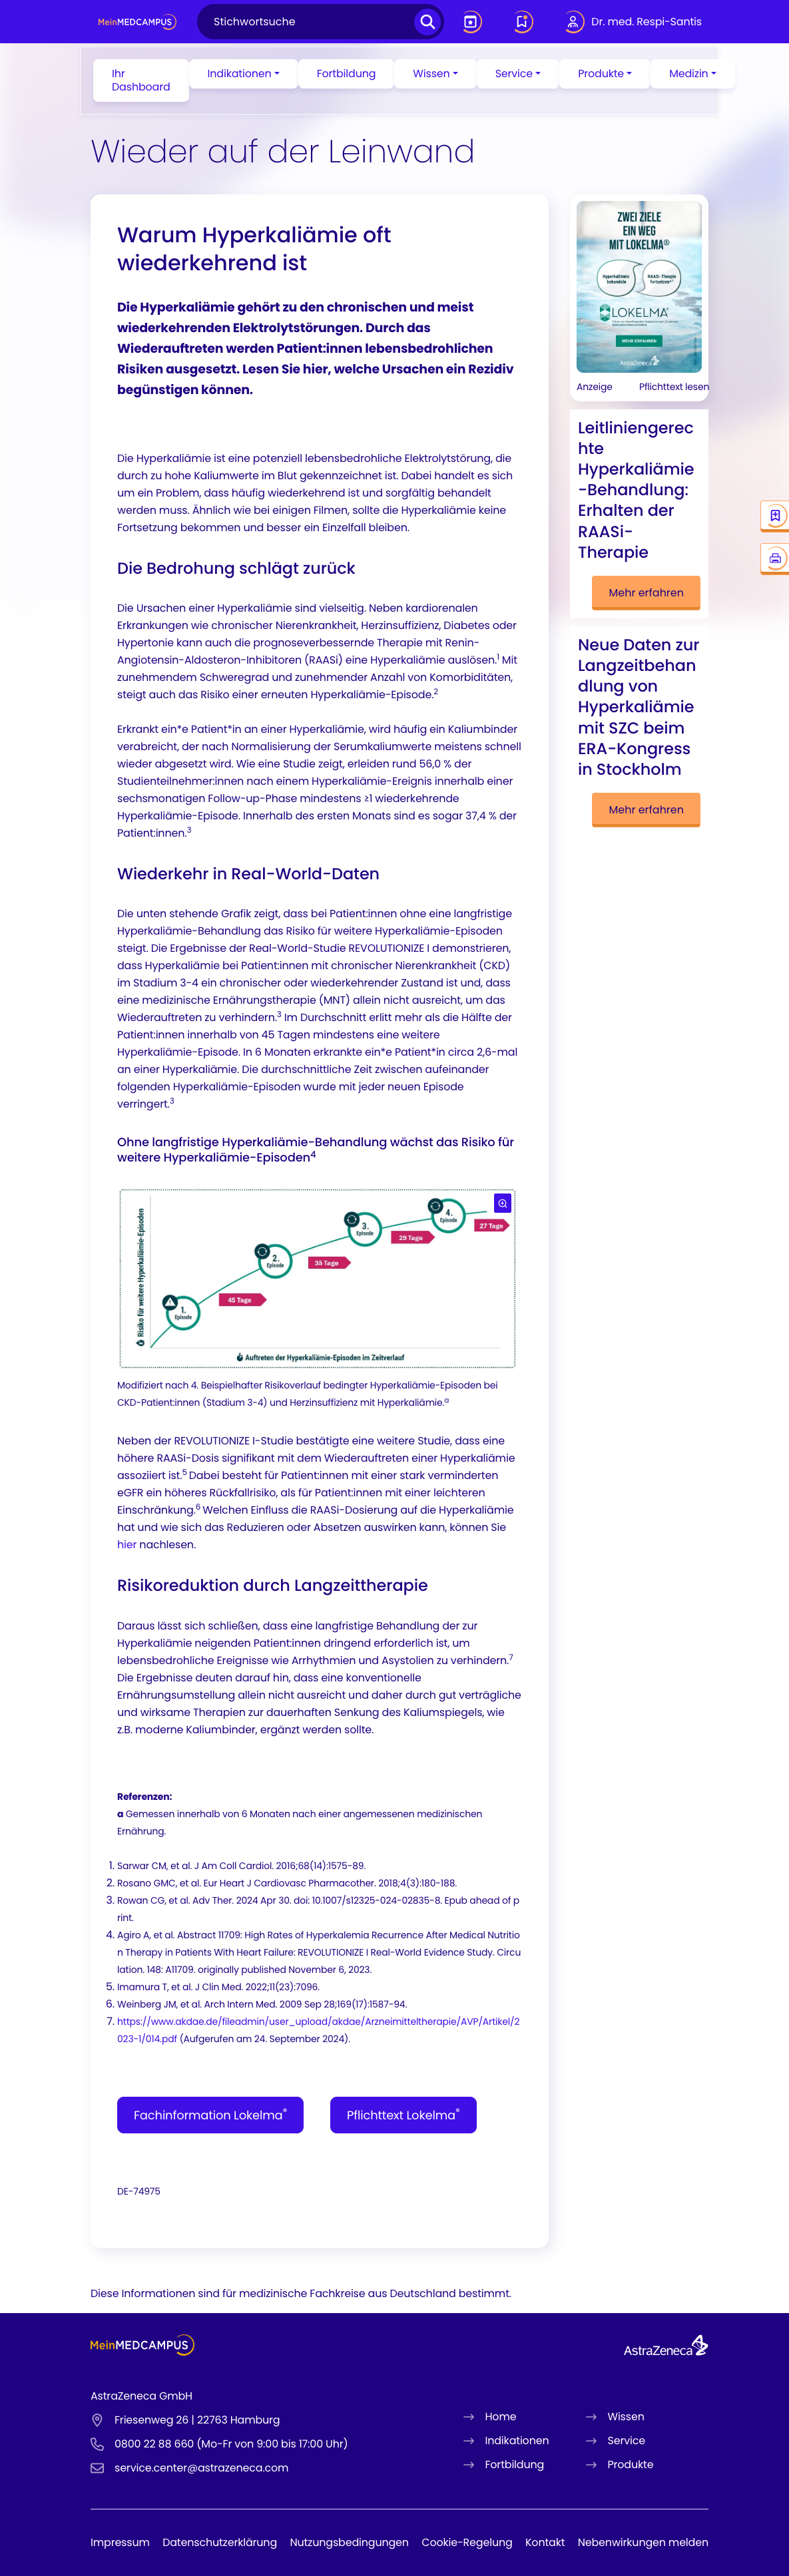 MeinMEDCAMPUS
Stichwortsuche
Dr. med. Respi-Santis
Ihr
Dashboard
Indikationen
Fortbildung
Wissen
Service
Produkte
Medizin
Wieder auf der Leinwand
Warum Hyperkaliämie oft
wiederkehrend ist
Die Hyperkaliämie gehört zu den chronischen und meist
wiederkehrenden Elektrolytstörungen. Durch das
Wiederauftreten werden Patient:innen lebensbedrohlichen
Risiken ausgesetzt. Lesen Sie hier, welche Ursachen ein Rezidiv
begünstigen können.
Die Hyperkaliämie ist eine potenziell lebensbedrohliche Elektrolytstörung, die
durch zu hohe Kaliumwerte im Blut gekennzeichnet ist. Dabei handelt es sich
um ein Problem, dass häufig wiederkehrend ist und sorgfältig behandelt
werden muss. Ähnlich wie bei einigen Filmen, sollte die Hyperkaliämie keine
Fortsetzung bekommen und besser ein Einzelfall bleiben.
Die Bedrohung schlägt zurück
Die Ursachen einer Hyperkaliämie sind vielseitig. Neben kardiorenalen
Erkrankungen wie chronischer Nierenkrankheit, Herzinsuffizienz, Diabetes oder
Hypertonie kann auch die prognoseverbessernde Therapie mit Renin-
Angiotensin-Aldosteron-Inhibitoren (RAASi) eine Hyperkaliämie auslösen.1 Mit
zunehmendem Schweregrad und zunehmender Anzahl von Komorbiditäten,
steigt auch das Risiko einer erneuten Hyperkaliämie-Episode.2
Erkrankt ein*e Patient*in an einer Hyperkaliämie, wird häufig ein Kaliumbinder
verabreicht, der nach Normalisierung der Serumkaliumwerte meistens schnell
wieder abgesetzt wird. Wie eine Studie zeigt, erleiden rund 56,0 % der
Studienteilnehmer:innen nach einem Hyperkaliämie-Ereignis innerhalb einer
sechsmonatigen Follow-up-Phase mindestens ≥1 wiederkehrende
Hyperkaliämie-Episode. Innerhalb des ersten Monats sind es sogar 37,4 % der
Patient:innen.3
Wiederkehr in Real-World-Daten
Die unten stehende Grafik zeigt, dass bei Patient:innen ohne eine langfristige
Hyperkaliämie-Behandlung das Risiko für weitere Hyperkaliämie-Episoden
steigt. Die Ergebnisse der Real-World-Studie REVOLUTIONIZE I demonstrieren,
dass Hyperkaliämie bei Patient:innen mit chronischer Nierenkrankheit (CKD)
im Stadium 3-4 ein chronischer oder wiederkehrender Zustand ist und, dass
eine medizinische Ernährungstherapie (MNT) allein nicht ausreicht, um das
Wiederauftreten zu verhindern.3 Im Durchschnitt erlitt mehr als die Hälfte der
Patient:innen innerhalb von 45 Tagen mindestens eine weitere
Hyperkaliämie-Episode. In 6 Monaten erkrankte ein*e Patient*in circa 2,6-mal
an einer Hyperkaliämie. Die durchschnittliche Zeit zwischen aufeinander
folgenden Hyperkaliämie-Episoden wurde mit jeder neuen Episode
verringert.3
Ohne langfristige Hyperkaliämie-Behandlung wächst das Risiko für
weitere Hyperkaliämie-Episoden4
Risiko für weitere Hyperkaliämie-Episoden
1.
Episode
45 Tage
2.
Episode
35 Tage
3.
Episode
29 Tage
4.
Episode
27 Tage
Auftreten der Hyperkaliämie-Episoden im Zeitverlauf
Modifiziert nach 4. Beispielhafter Risikoverlauf bedingter Hyperkaliämie-Episoden bei
CKD-Patient:innen (Stadium 3-4) und Herzinsuffizienz mit Hyperkaliämie.a
Neben der REVOLUTIONIZE I-Studie bestätigte eine weitere Studie, dass eine
höhere RAASi-Dosis signifikant mit dem Wiederauftreten einer Hyperkaliämie
assoziiert ist.5 Dabei besteht für Patient:innen mit einer stark verminderten
eGFR ein höheres Rückfallrisiko, als für Patient:innen mit einer leichteren
Einschränkung.6 Welchen Einfluss die RAASi-Dosierung auf die Hyperkaliämie
hat und wie sich das Reduzieren oder Absetzen auswirken kann, können Sie
hier nachlesen.
Risikoreduktion durch Langzeittherapie
Daraus lässt sich schließen, dass eine langfristige Behandlung der zur
Hyperkaliämie neigenden Patient:innen dringend erforderlich ist, um
lebensbedrohliche Ereignisse wie Arrhythmien und Asystolien zu verhindern.7
Die Ergebnisse deuten darauf hin, dass eine konventionelle
Ernährungsumstellung allein nicht ausreicht und daher durch gut verträgliche
und wirksame Therapien zur dauerhaften Senkung des Kaliumspiegels, wie
z.B. moderne Kaliumbinder, ergänzt werden sollte.
Referenzen:
a Gemessen innerhalb von 6 Monaten nach einer angemessenen medizinischen
Ernährung.
1. Sarwar CM, et al. J Am Coll Cardiol. 2016;68(14):1575-89.
2. Rosano GMC, et al. Eur Heart J Cardiovasc Pharmacother. 2018;4(3):180-188.
3. Rowan CG, et al. Adv Ther. 2024 Apr 30. doi: 10.1007/s12325-024-02835-8. Epub ahead of p
rint.
4. Agiro A, et al. Abstract 11709: High Rates of Hyperkalemia Recurrence After Medical Nutritio
n Therapy in Patients With Heart Failure: REVOLUTIONIZE I Real-World Evidence Study. Circu
lation. 148: A11709. originally published November 6, 2023.
5. Imamura T, et al. J Clin Med. 2022;11(23):7096.
6. Weinberg JM, et al. Arch Intern Med. 2009 Sep 28;169(17):1587-94.
7. https://www.akdae.de/fileadmin/user_upload/akdae/Arzneimitteltherapie/AVP/Artikel/2
023-1/014.pdf (Aufgerufen am 24. September 2024).
Fachinformation Lokelma®
Pflichttext Lokelma®
DE-74975
ZWEI ZIELE
EIN WEG
MIT LOKELMA®
Hyperkaliämie
behandeln
RAASi-Therapie
fortsetzen
LOKELMA
MEHR ERFAHREN
AstraZeneca
Anzeige
Pflichttext lesen
Leitliniengerec
hte
Hyperkaliämie
-Behandlung:
Erhalten der
RAASi-
Therapie
Mehr erfahren
Neue Daten zur
Langzeitbehan
dlung von
Hyperkaliämie
mit SZC beim
ERA-Kongress
in Stockholm
Mehr erfahren
Diese Informationen sind für medizinische Fachkreise aus Deutschland bestimmt.
MeinMEDCAMPUS
AstraZeneca
AstraZeneca GmbH
Friesenweg 26 | 22763 Hamburg
0800 22 88 660 (Mo-Fr von 9:00 bis 17:00 Uhr)
service.center@astrazeneca.com
Home
Indikationen
Fortbildung
Wissen
Service
Produkte
Impressum
Datenschutzerklärung
Nutzungsbedingungen
Cookie-Regelung
Kontakt
Nebenwirkungen melden